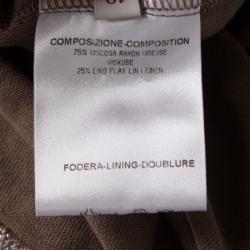 COMPOSIZIONE-COMPOSITION
75% VISCOSA RAYON VISCOSE
VISKOSE
25% LINO FLAX LIN LEINEN
FODERA-LINING-DOUBLURE